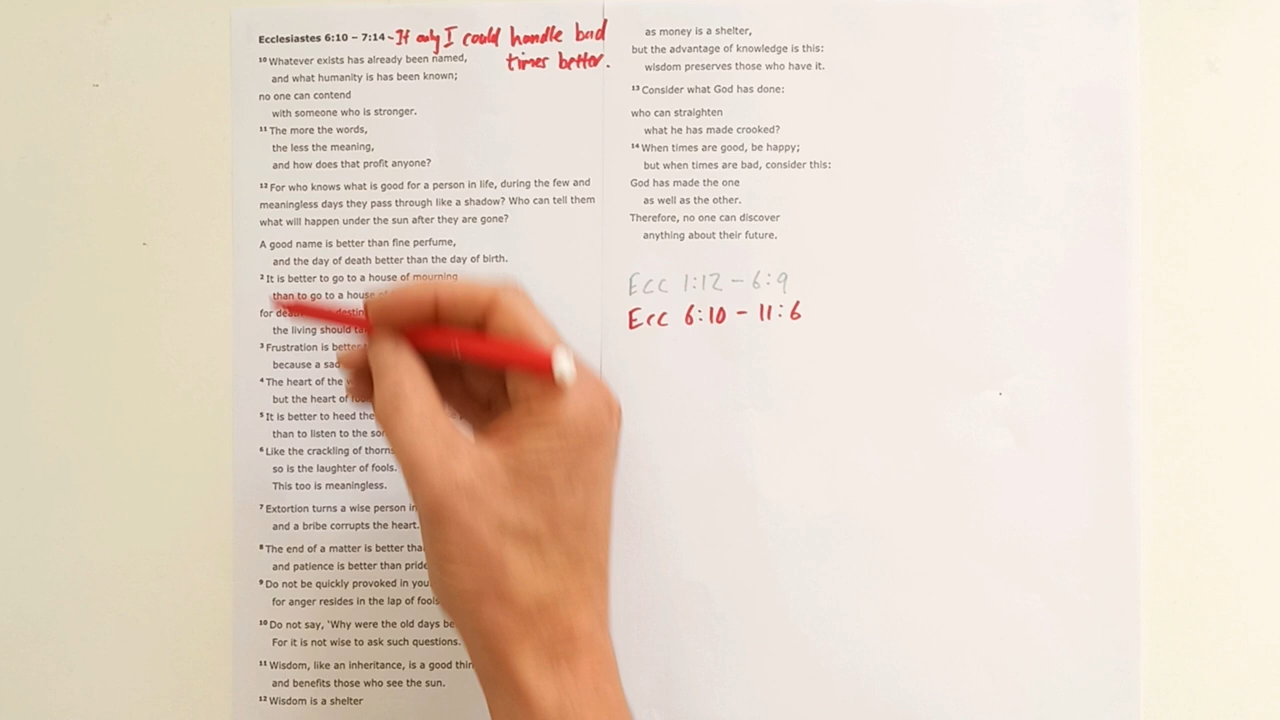 Ecclesiastes 6:10 – 7:14 - If only I could handle bad
times better.
10 Whatever exists has already been named,
and what humanity is has been known;
no one can contend
with someone who is stronger.
11 The more the words,
the less the meaning,
and how does that profit anyone?
12 For who knows what is good for a person in life, during the few and
meaningless days they pass through like a shadow? Who can tell them
what will happen under the sun after they are gone?
A good name is better than fine perfume,
and the day of death better than the day of birth.
2 It is better to go to a house of mourning
than to go to a house
for
the living should
3 Frustration is better
because a sad
4 The heart of the
but the heart of
5 It is better to heed the
than to listen to the
6 Like the crackling of thorns
so is the laughter of fools.
This too is meaningless.
7 Extortion turns a wise person
and a bribe corrupts the heart.
8 The end of a matter is better
and patience is better than pride
9 Do not be quickly provoked in
for anger resides in the lap of fools
10 Do not say, 'Why were the old days
For it is not wise to ask such questions.
11 Wisdom, like an inheritance, is a good
and benefits those who see the sun.
12 Wisdom is a shelter
as money is a shelter,
but the advantage of knowledge is this:
wisdom preserves those who have it.
13 Consider what God has done:
who can straighten
what he has made crooked?
14 When times are good, be happy;
but when times are bad, consider this:
God has made the one
as well as the other.
Therefore, no one can discover
anything about their future.
Ecc 1:12 - 6:9
Ecc 6:10 - 11:6